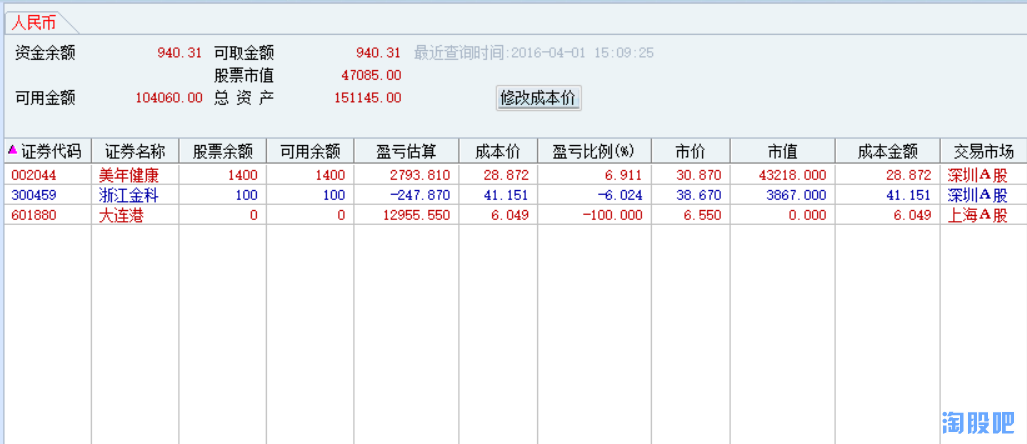 人民币
资金余额 940.31 可取金额 940.31 最近查询时间:2016-04-01 15:09:25
股票市值 47085.00
可用金额 104060.00 总 资 产 151145.00 修改成本价
证券代码 证券名称 股票余额 可用余额 盈亏估算 成本价 盈亏比例(%) 市价 市值 成本金额 交易市场
002044 美年健康 1400 1400 2793.810 28.872 6.911 30.870 43218.000 28.872 深圳A股
300459 浙江金科 100 100 -247.870 41.151 -6.024 38.670 3867.000 41.151 深圳A股
601880 大连港 0 0 12955.550 6.049 -100.000 6.550 0.000 6.049 上海A股
淘股吧